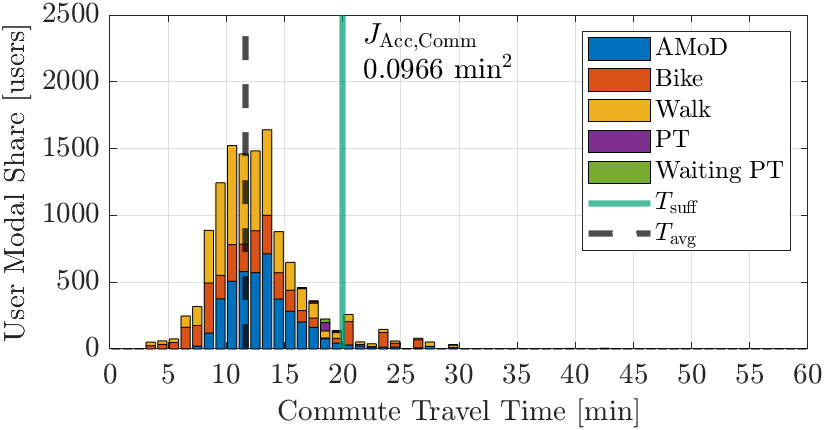 User Modal Share [users]
2500
2000
1500
1000
500
0
J_Acc,Comm
0.0966 min²
AMoD
Bike
Walk
PT
Waiting PT
T_suff
T_avg
0 5 10 15 20 25 30 35 40 45 50 55 60
Commute Travel Time [min]